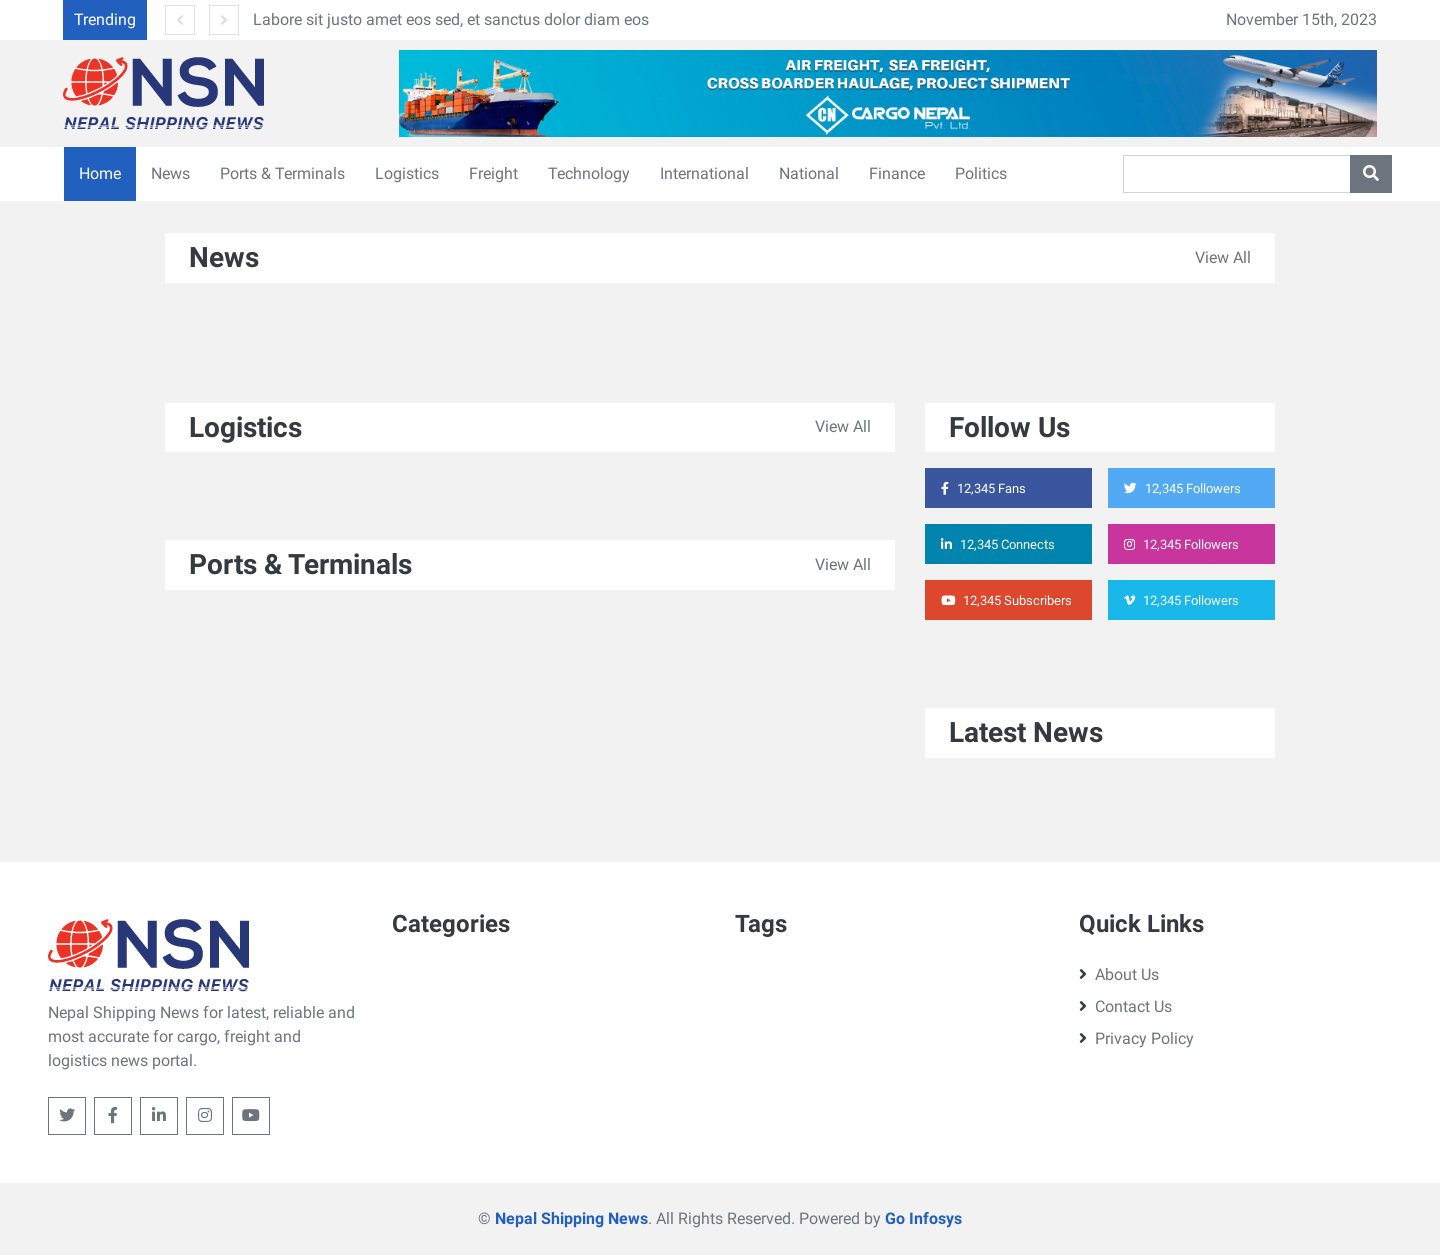 Trending
Labore sit justo amet eos sed, et sanctus dolor diam eos
November 15th, 2023
NSN
NEPAL SHIPPING NEWS
AIR FREIGHT, SEA FREIGHT,
CROSS BOARDER HAULAGE, PROJECT SHIPMENT
CN CARGO NEPAL
Pvt. Ltd.
Home News Ports & Terminals Logistics Freight Technology International National Finance Politics
News View All
Logistics View All
Follow Us
12,345 Fans 12,345 Followers
12,345 Connects 12,345 Followers
12,345 Subscribers 12,345 Followers
Ports & Terminals View All
Latest News
NSN
NEPAL SHIPPING NEWS
Nepal Shipping News for latest, reliable and
most accurate for cargo, freight and
logistics news portal.
Categories
Tags
Quick Links
About Us
Contact Us
Privacy Policy
© Nepal Shipping News. All Rights Reserved. Powered by Go Infosys